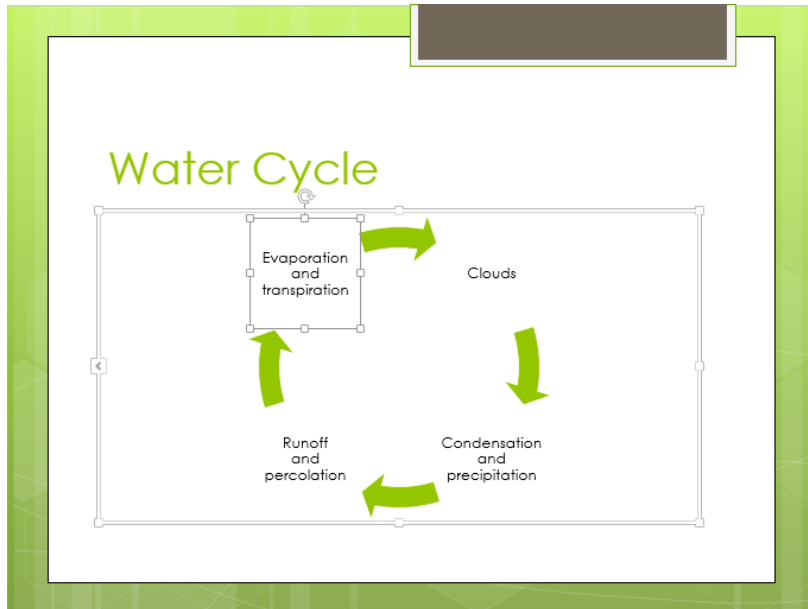 Water Cycle
Evaporation
and
transpiration
Clouds
Condensation
and
precipitation
Runoff
and
percolation